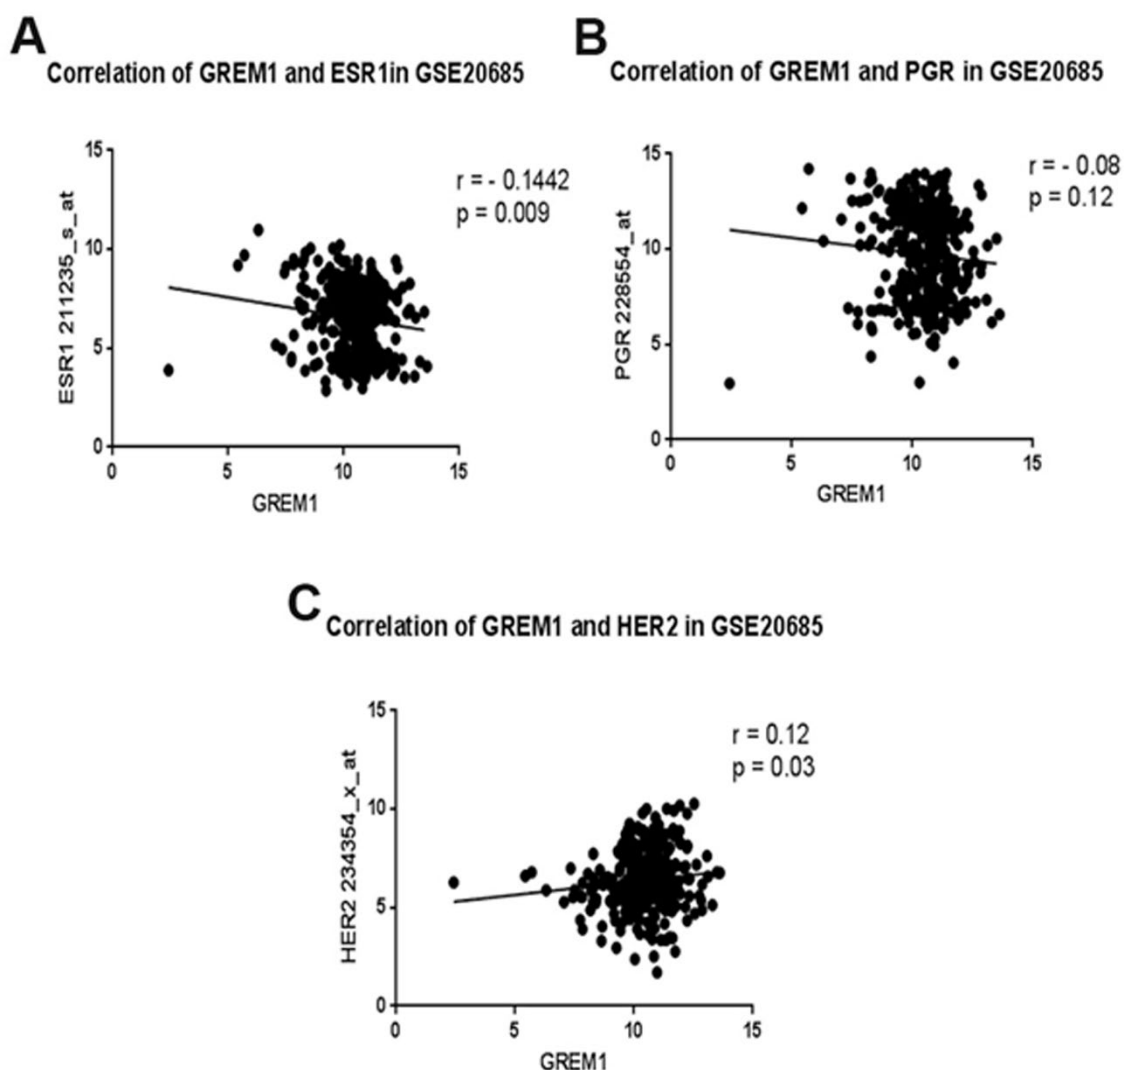 A
Correlation of GREM1 and ESR1in GSE20685
r = - 0.1442
p = 0.009
ESR1 211235_s_at
15
10
5
0
0 5 10 15
GREM1
B
Correlation of GREM1 and PGR in GSE20685
r = - 0.08
p = 0.12
PGR 228554_at
15
10
5
0
0 5 10 15
GREM1
C
Correlation of GREM1 and HER2 in GSE20685
r = 0.12
p = 0.03
HER2 234354_x_at
15
10
5
0
0 5 10 15
GREM1